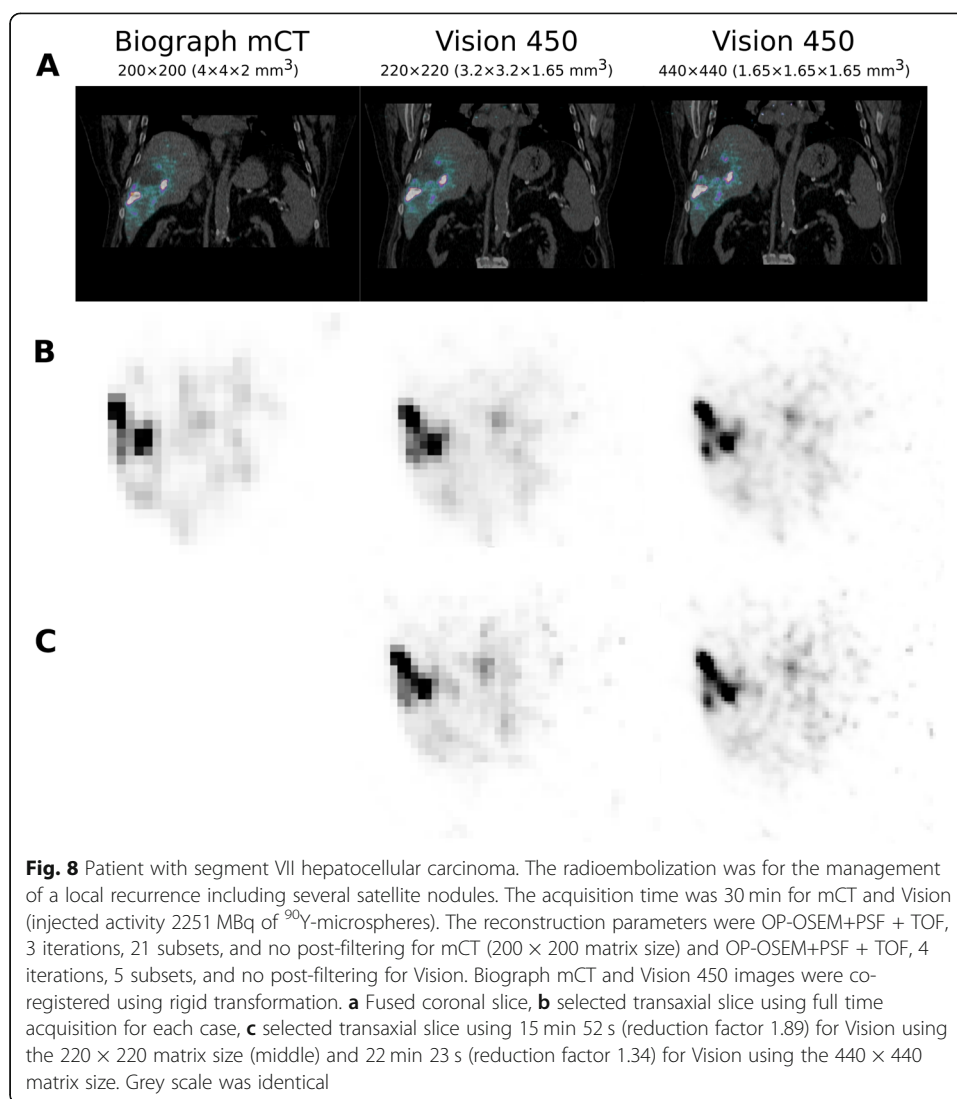 Biograph mCT
200×200 (4×4×2 mm³)
Vision 450
220×220 (3.2×3.2×1.65 mm³)
Vision 450
440×440 (1.65×1.65×1.65 mm³)
A
B
C
Fig. 8 Patient with segment VII hepatocellular carcinoma. The radioembolization was for the management
of a local recurrence including several satellite nodules. The acquisition time was 30 min for mCT and Vision
(injected activity 2251 MBq of ⁹⁰Y-microspheres). The reconstruction parameters were OP-OSEM+PSF + TOF,
3 iterations, 21 subsets, and no post-filtering for mCT (200 × 200 matrix size) and OP-OSEM+PSF + TOF, 4
iterations, 5 subsets, and no post-filtering for Vision. Biograph mCT and Vision 450 images were co-
registered using rigid transformation. a Fused coronal slice, b selected transaxial slice using full time
acquisition for each case, c selected transaxial slice using 15 min 52 s (reduction factor 1.89) for Vision using
the 220 × 220 matrix size (middle) and 22 min 23 s (reduction factor 1.34) for Vision using the 440 × 440
matrix size. Grey scale was identical